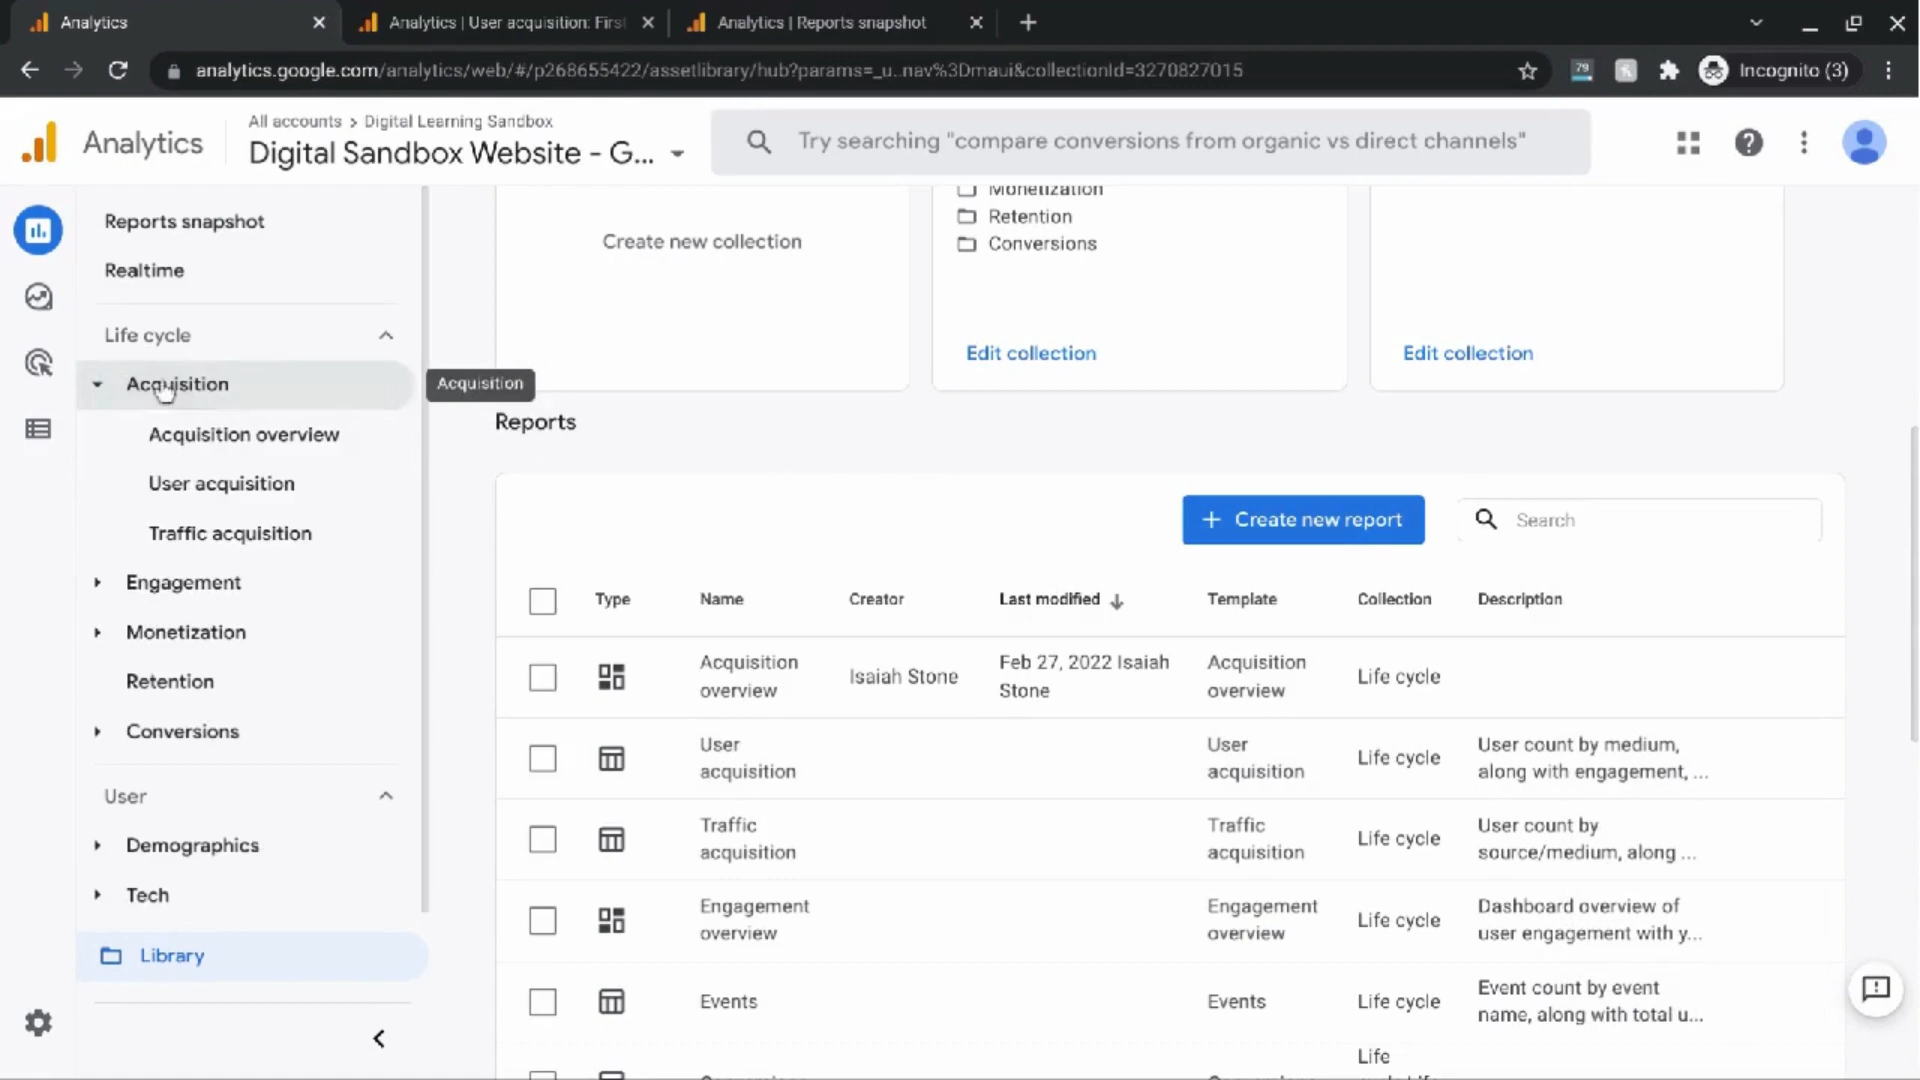 Analytics
Analytics | User acquisition: First
Analytics | Reports snapshot
analytics.google.com/analytics/web/#/p268655422/assetlibrary/hub?params=_u..nav%3Dmaui&collectionId=3270827015
79
Incognito (3)
Analytics
All accounts > Digital Learning Sandbox
Digital Sandbox Website - G...
Try searching "compare conversions from organic vs direct channels"
Reports snapshot
Realtime
Life cycle
Acquisition
Acquisition overview
User acquisition
Traffic acquisition
Engagement
Monetization
Retention
Conversions
User
Demographics
Tech
Library
Acquisition
Create new collection
Monetization
Retention
Conversions
Edit collection
Edit collection
Reports
+ Create new report
Search
Type Name Creator Last modified Template Collection Description
Acquisition overview Isaiah Stone Feb 27, 2022 Isaiah Stone Acquisition overview Life cycle
User acquisition User acquisition Life cycle User count by medium, along with engagement, ...
Traffic acquisition Traffic acquisition Life cycle User count by source/medium, along ...
Engagement overview Engagement overview Life cycle Dashboard overview of user engagement with y...
Events Events Life cycle Event count by event name, along with total u...
Life